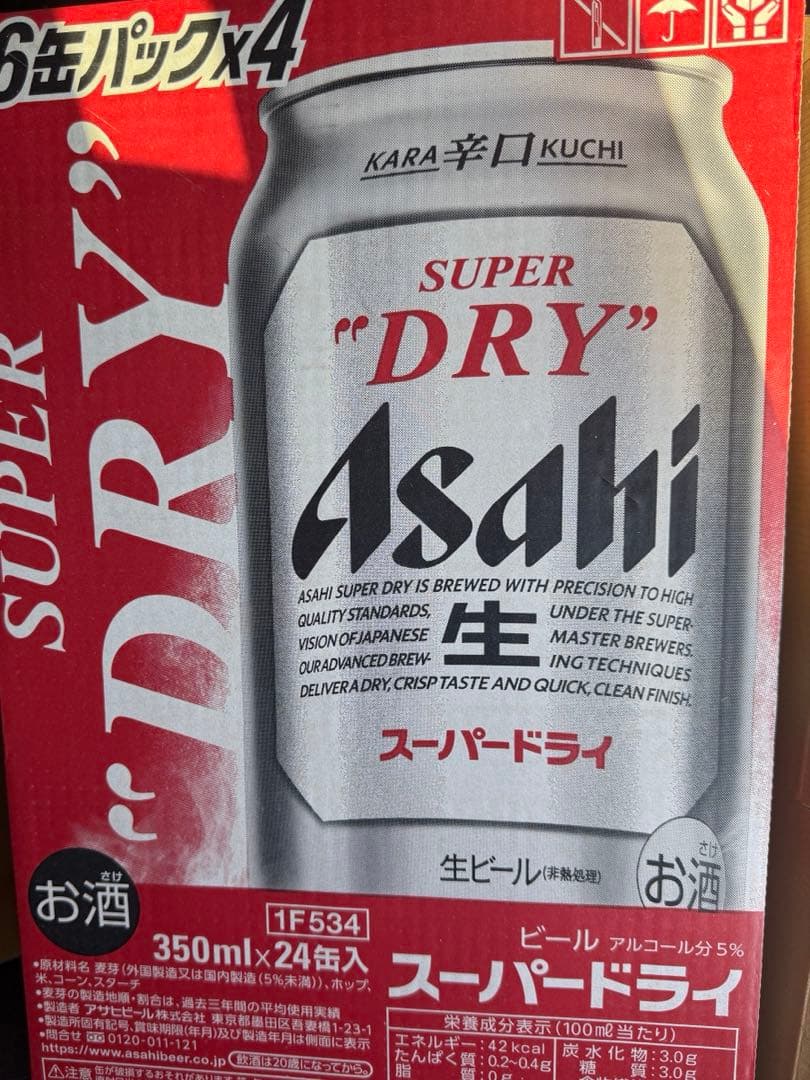 6缶パック×4
SUPER
"DRY"
KARA 辛口 KUCHI
SUPER
"DRY"
Asahi
ASAHI SUPER DRY IS BREWED WITH PRECISION TO HIGH
QUALITY STANDARDS, UNDER THE SUPER-
VISION OF JAPANESE MASTER BREWERS.
生
OUR ADVANCED BREW- ING TECHNIQUES
DELIVER A DRY, CRISP TASTE AND QUICK, CLEAN FINISH.
スーパードライ
生ビール(非熱処理)
さけ
お酒
さけ
お酒
1F534
350ml×24缶入
•原材料名 麦芽(外国製造又は国内製造(5%未満))、ホップ、
米、コーン、スターチ
•麦芽の製造地順・割合は、過去三年間の平均使用実績
•製造者 アサヒビール株式会社 東京都墨田区吾妻橋1-23-1
•製造所固有記号、賞味期限(年月)及び製造年月は側面に表示
•問合せ 0120-011-121
https://www.asahibeer.co.jp 飲酒は20歳になってから。
注意
ビール アルコール分5%
スーパードライ
栄養成分表示(100ml当たり)
エネルギー:42kcal 炭水化物:3.0g
たんぱく質:0.2~0.4g 糖質:3.0g
脂質:0g